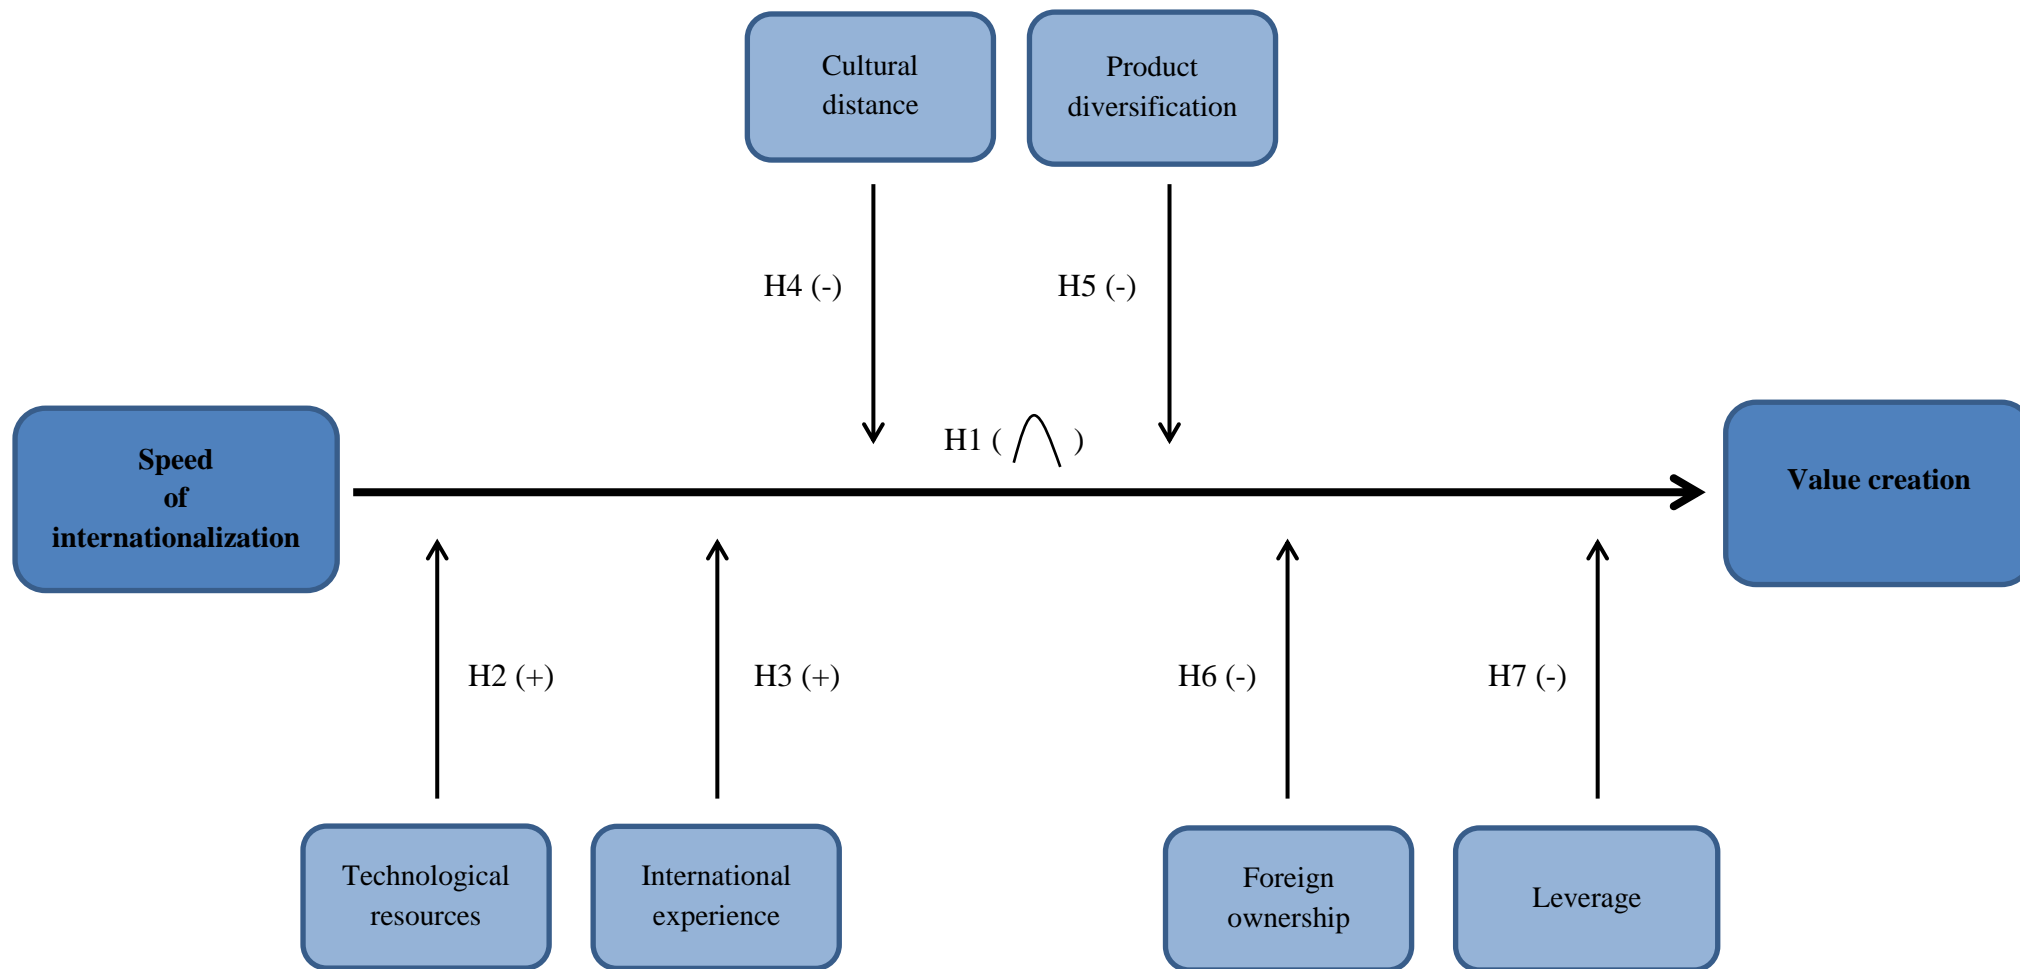 Cultural
distance
Product
diversification
H4 (-)
H5 (-)
H1 ( )
Speed
of
internationalization
Value creation
H2 (+)
H3 (+)
H6 (-)
H7 (-)
Technological
resources
International
experience
Foreign
ownership
Leverage